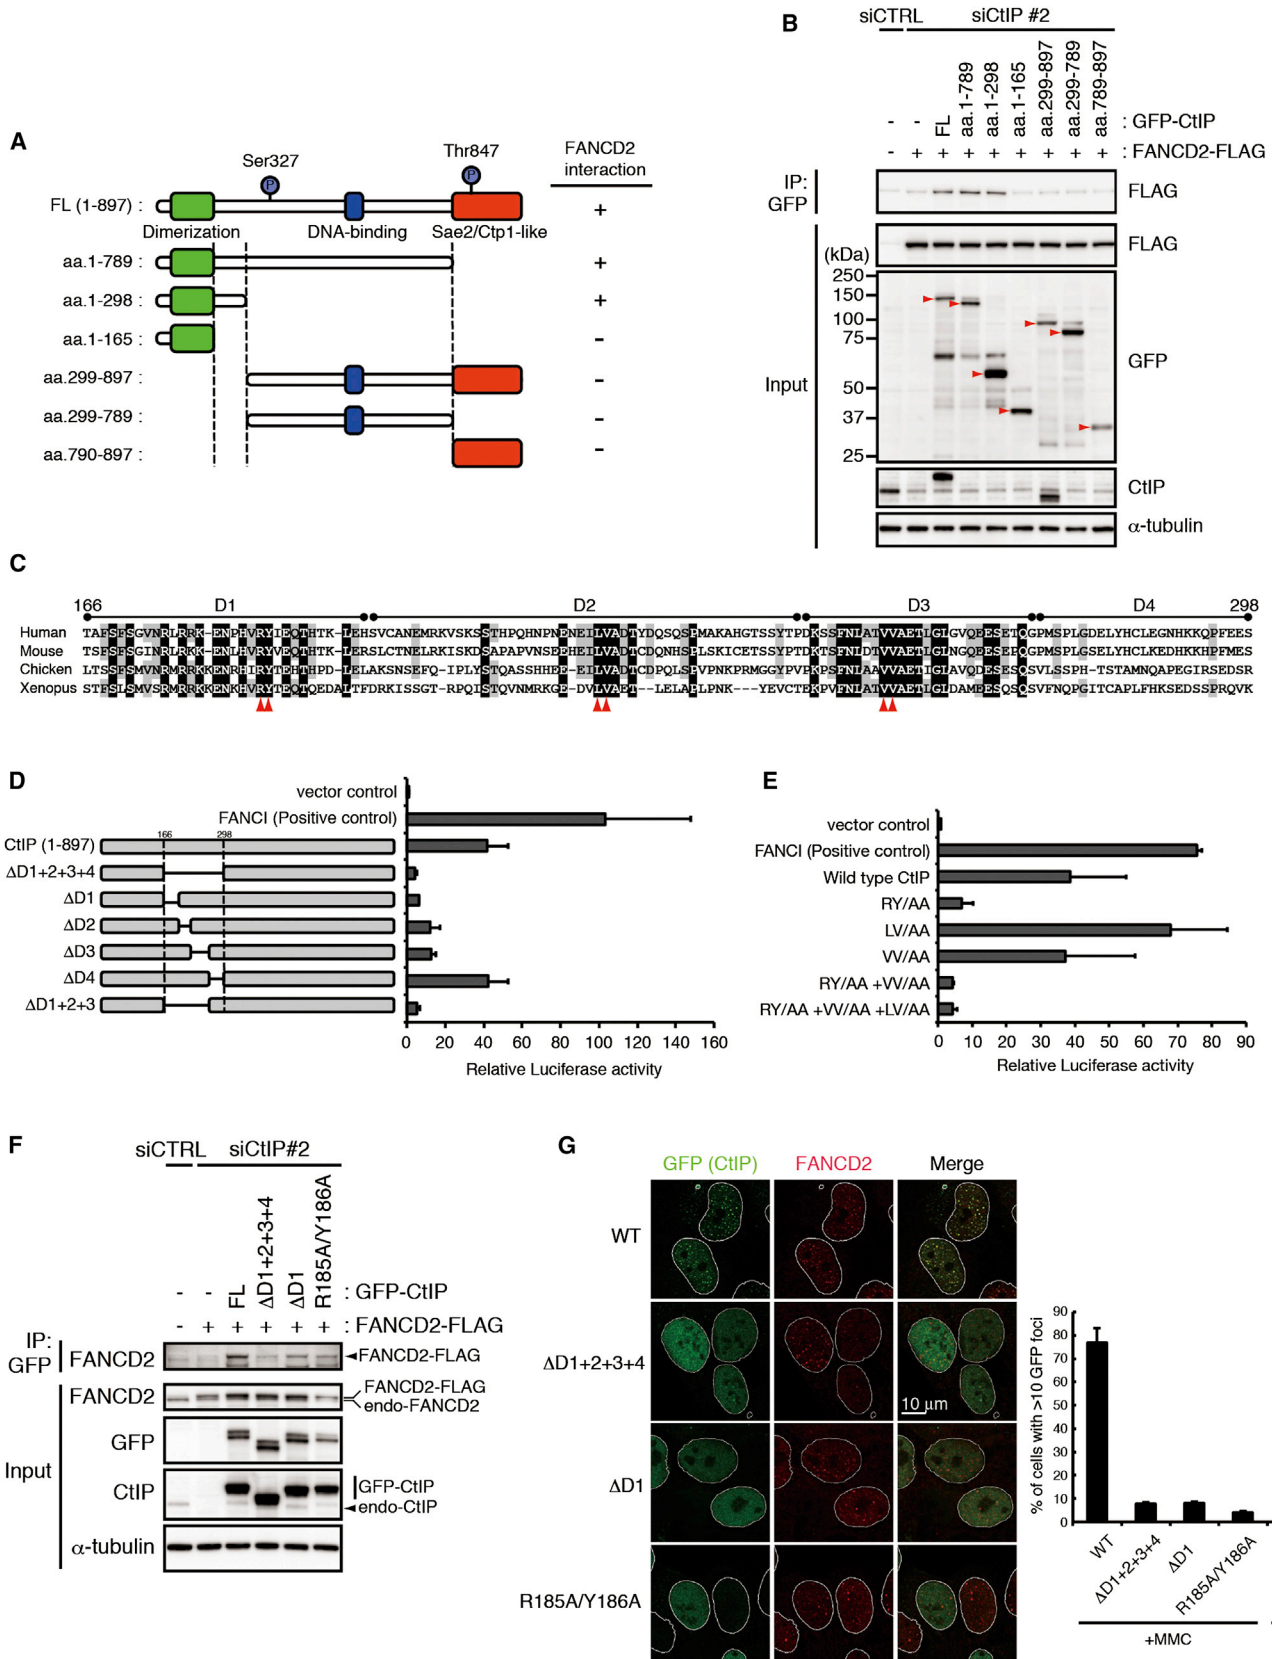 A
Ser327
Thr847
FANCD2
interaction
P
P
FL (1-897) :
+
Dimerization
DNA-binding
Sae2/Ctp1-like
aa.1-789 :
+
aa.1-298 :
+
aa.1-165 :
-
aa.299-897 :
-
aa.299-789 :
-
aa.790-897 :
-
B
siCTRL
siCtIP #2
- - FL aa.1-789 aa.1-298 aa.1-165 aa.299-897 aa.299-789 aa.789-897 : GFP-CtIP
- + + + + + + + + : FANCD2-FLAG
IP:
GFP
FLAG
Input
FLAG
(kDa)
250
150
100
75
50
37
25
GFP
CtIP
α-tubulin
C
166 D1 D2 D3 D4 298
Human
Mouse
Chicken
Xenopus
D
vector control
FANCI (Positive control)
166
298
CtIP (1-897)
ΔD1+2+3+4
ΔD1
ΔD2
ΔD3
ΔD4
ΔD1+2+3
0 20 40 60 80 100 120 140 160
Relative Luciferase activity
E
vector control
FANCI (Positive control)
Wild type CtIP
RY/AA
LV/AA
VV/AA
RY/AA +VV/AA
RY/AA +VV/AA +LV/AA
0 10 20 30 40 50 60 70 80 90
Relative Luciferase activity
F
siCTRL
siCtIP#2
- - FL ΔD1+2+3+4 ΔD1 R185A/Y186A : GFP-CtIP
- + + + + + : FANCD2-FLAG
IP:
GFP
FANCD2
FANCD2-FLAG
Input
FANCD2
FANCD2-FLAG
endo-FANCD2
GFP
CtIP
GFP-CtIP
endo-CtIP
α-tubulin
G
GFP (CtIP)
FANCD2
Merge
WT
ΔD1+2+3+4
10 μm
ΔD1
R185A/Y186A
% of cells with >10 GFP foci
90
80
70
60
50
40
30
20
10
0
WT
ΔD1+2+3+4
ΔD1
R185A/Y186A
+MMC